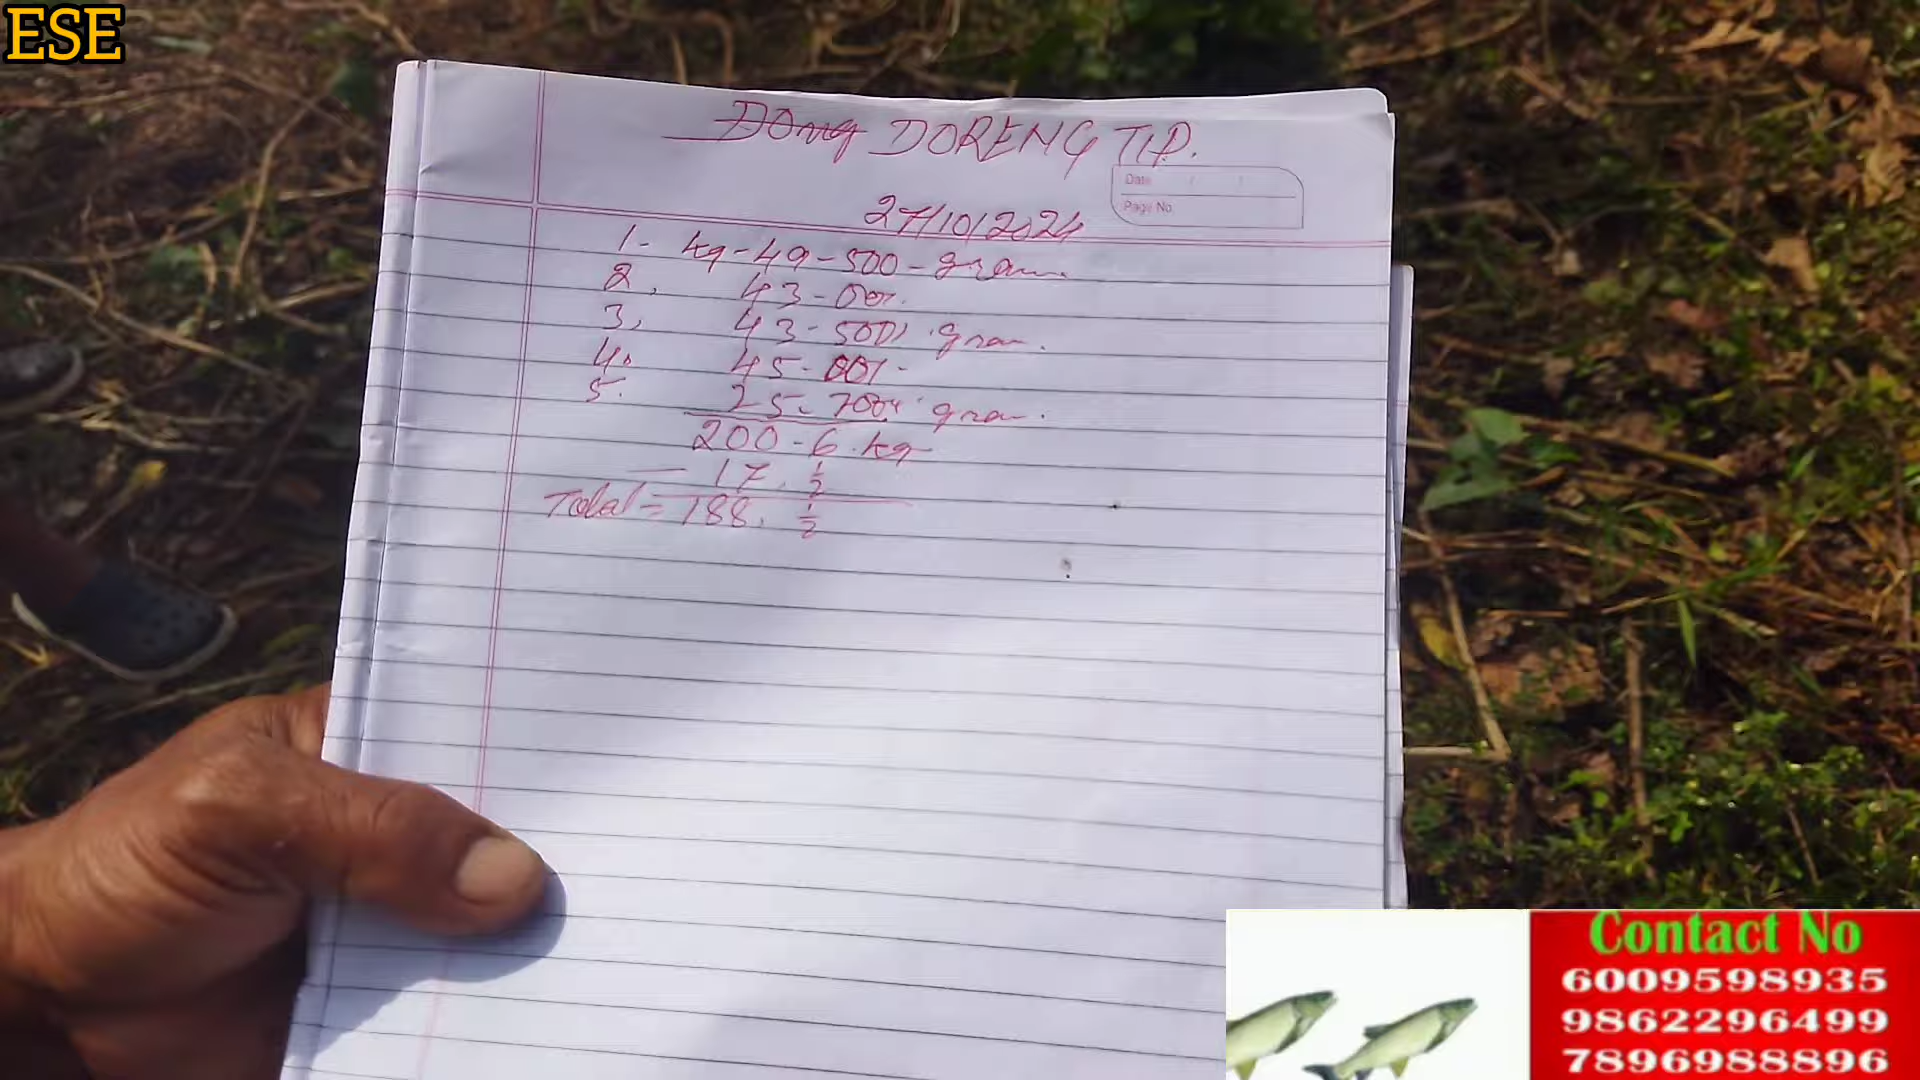 ESE
Dong DORENG T.P.
Date
Page No
27/10/2024
1- kg-49-500-gram.
2, 43-00.
3, 43-500 gram.
4. 45-00-
5. 25-700 gram.
200-6.kg
- 17. 1/2
Total = 188. 1/2
Contact No
6009598935
9862296499
7896988896